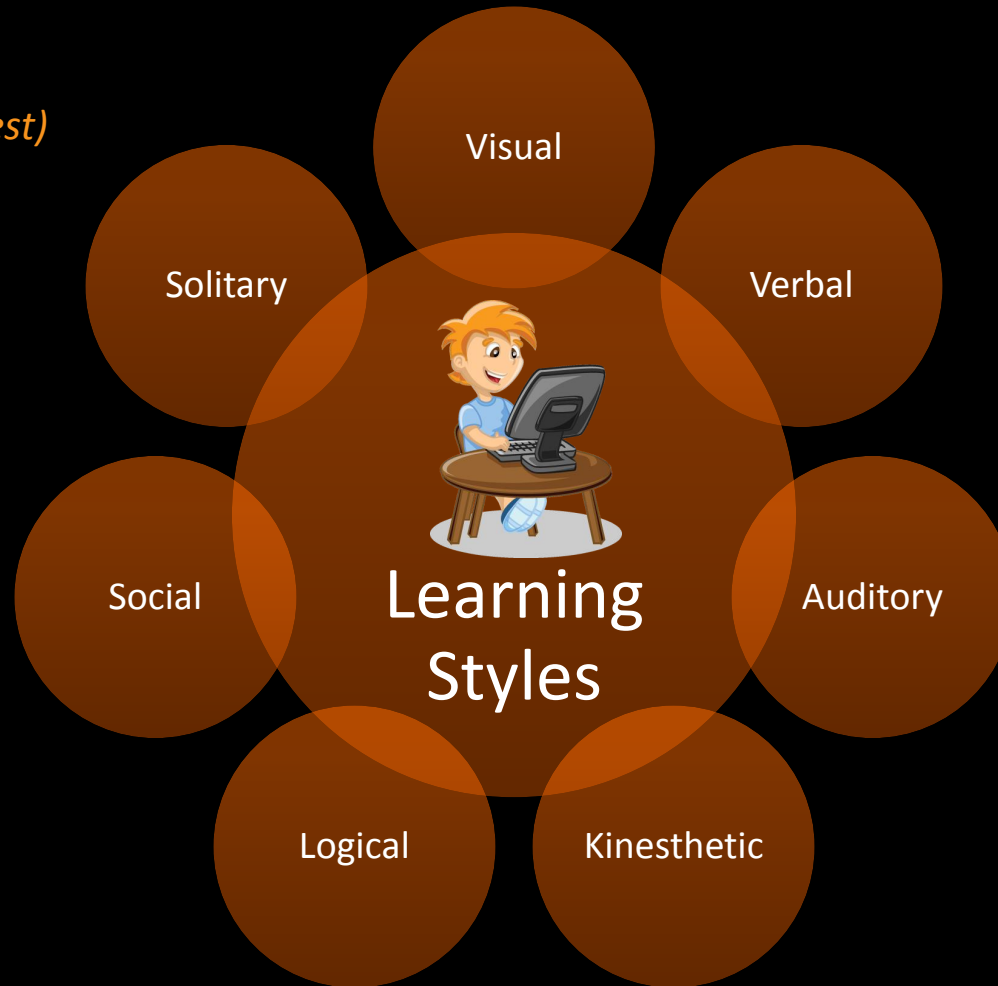 Visual
Solitary
Verbal
Learning
Styles
Social
Auditory
Logical
Kinesthetic